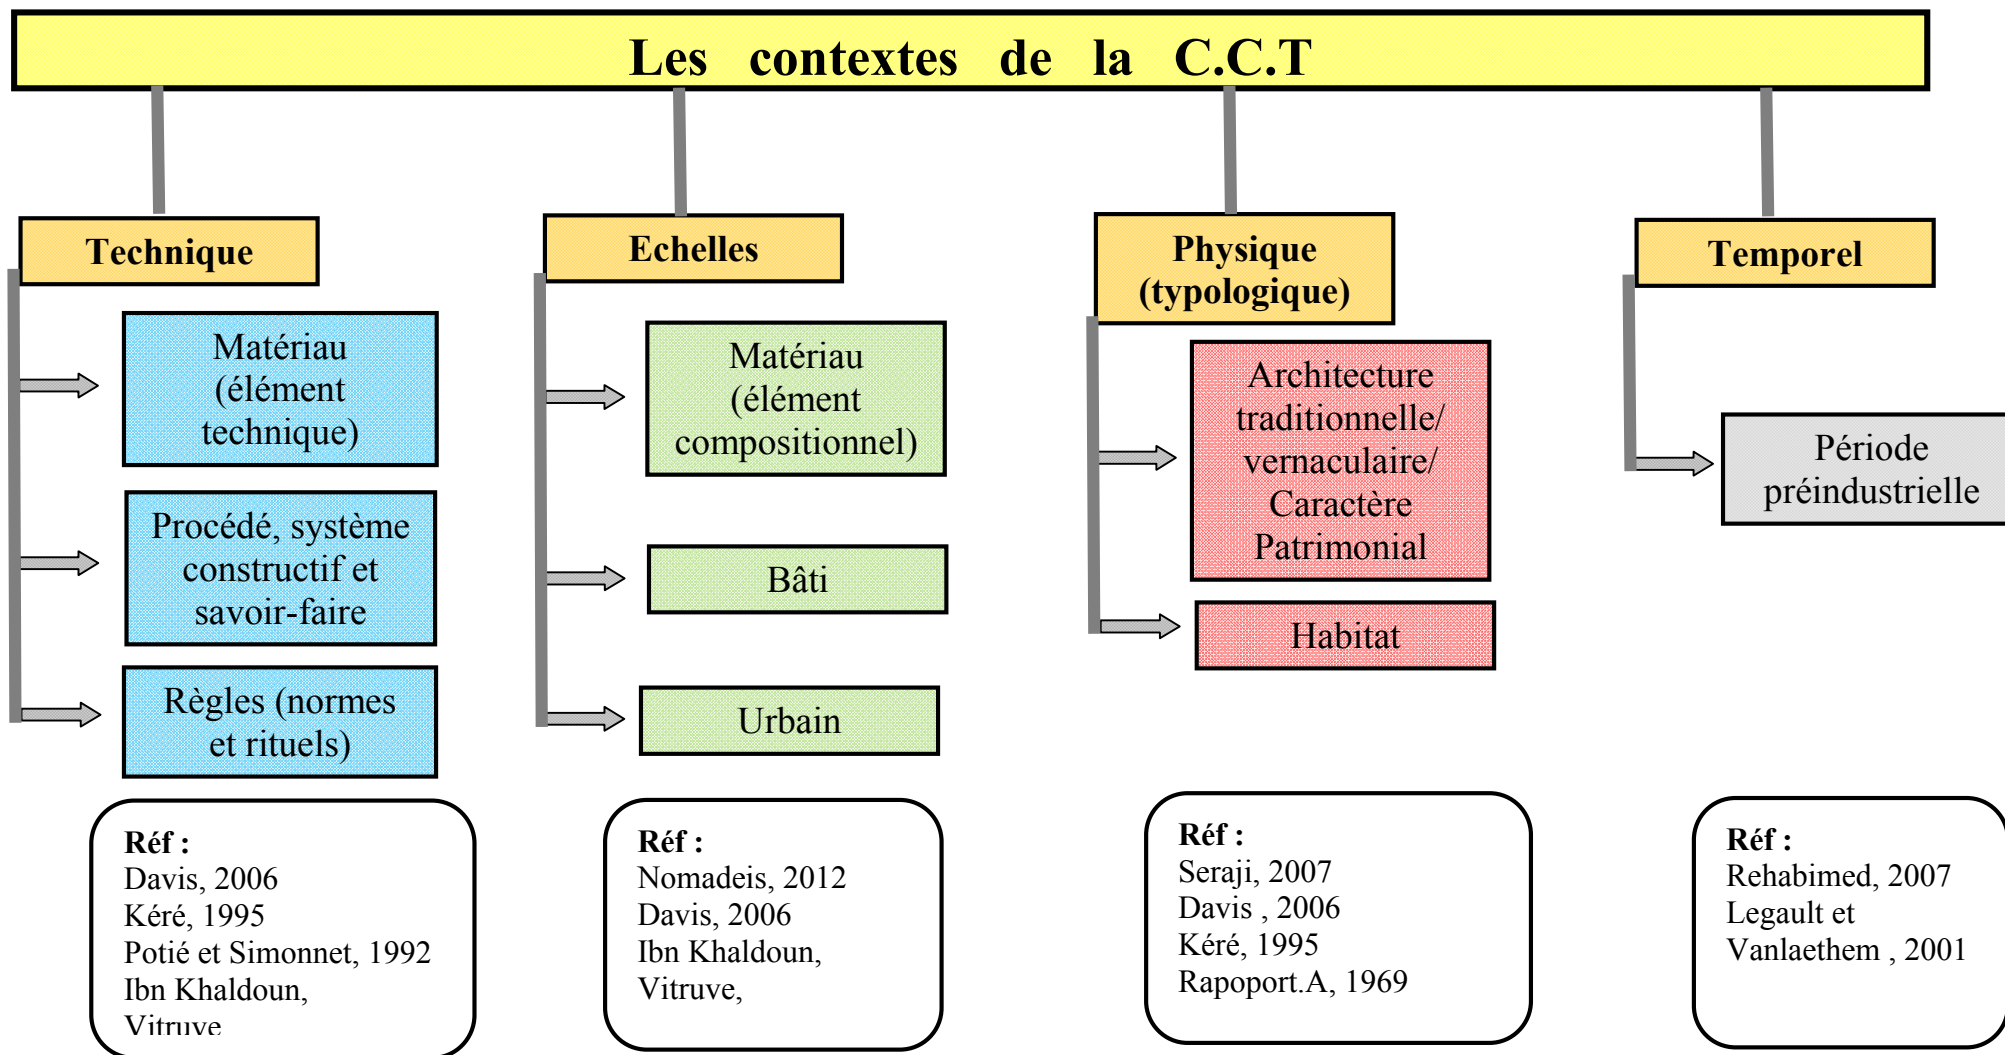 Les contextes de la C.C.T
Technique
Matériau
(élément
technique)
Procédé, système
constructif et
savoir-faire
Règles (normes
et rituels)
Réf :
Davis, 2006
Kéré, 1995
Potié et Simonnet, 1992
Ibn Khaldoun,
Vitruve
Echelles
Matériau
(élément
compositionnel)
Bâti
Urbain
Réf :
Nomadeis, 2012
Davis, 2006
Ibn Khaldoun,
Vitruve,
Physique
(typologique)
Architecture
traditionnelle/
vernaculaire/
Caractère
Patrimonial
Habitat
Réf :
Seraji, 2007
Davis , 2006
Kéré, 1995
Rapoport.A, 1969
Temporel
Période
préindustrielle
Réf :
Rehabimed, 2007
Legault et
Vanlaethem , 2001